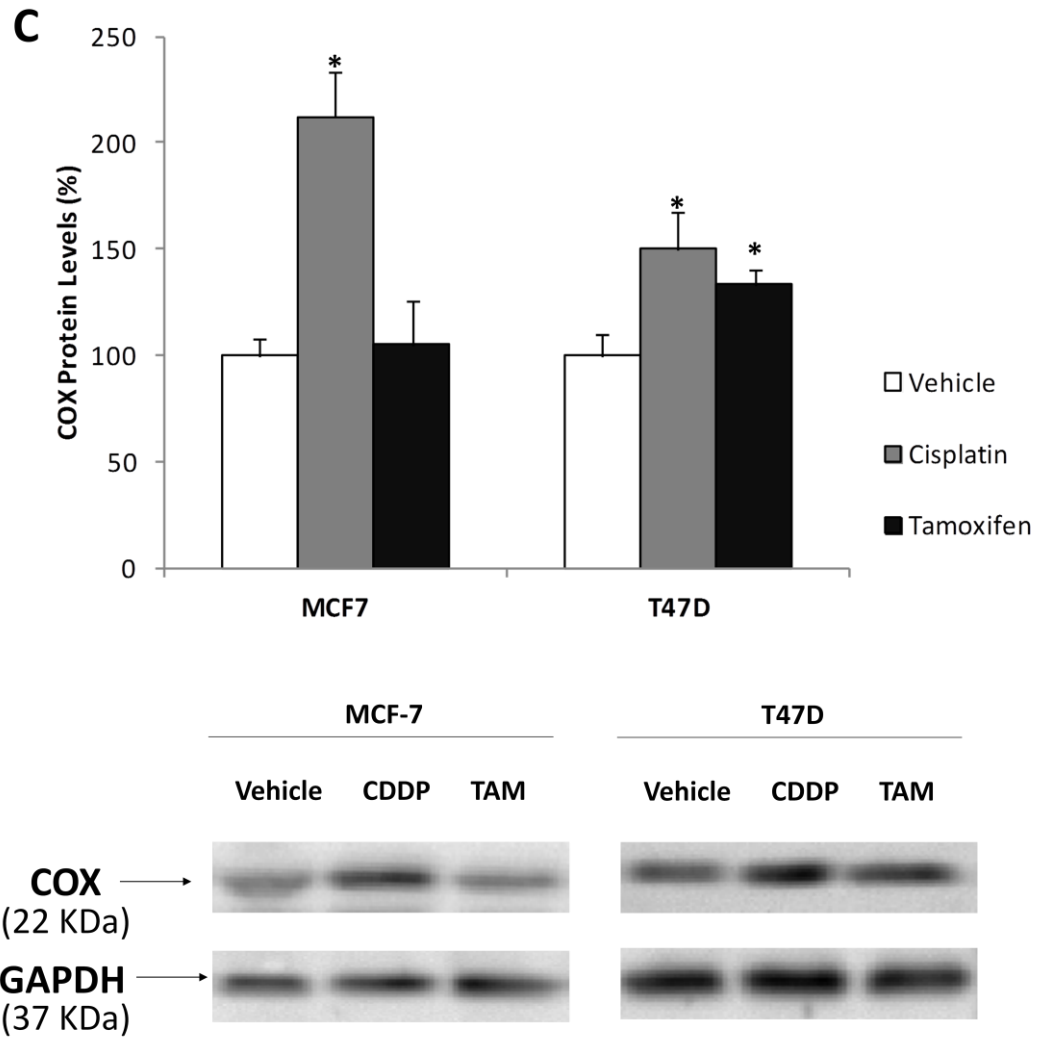 C
COX Protein Levels (%)
250
200
150
100
50
0
*
*
*
MCF7
T47D
Vehicle
Cisplatin
Tamoxifen
MCF-7
T47D
Vehicle CDDP TAM
Vehicle CDDP TAM
COX
(22 KDa)
GAPDH
(37 KDa)